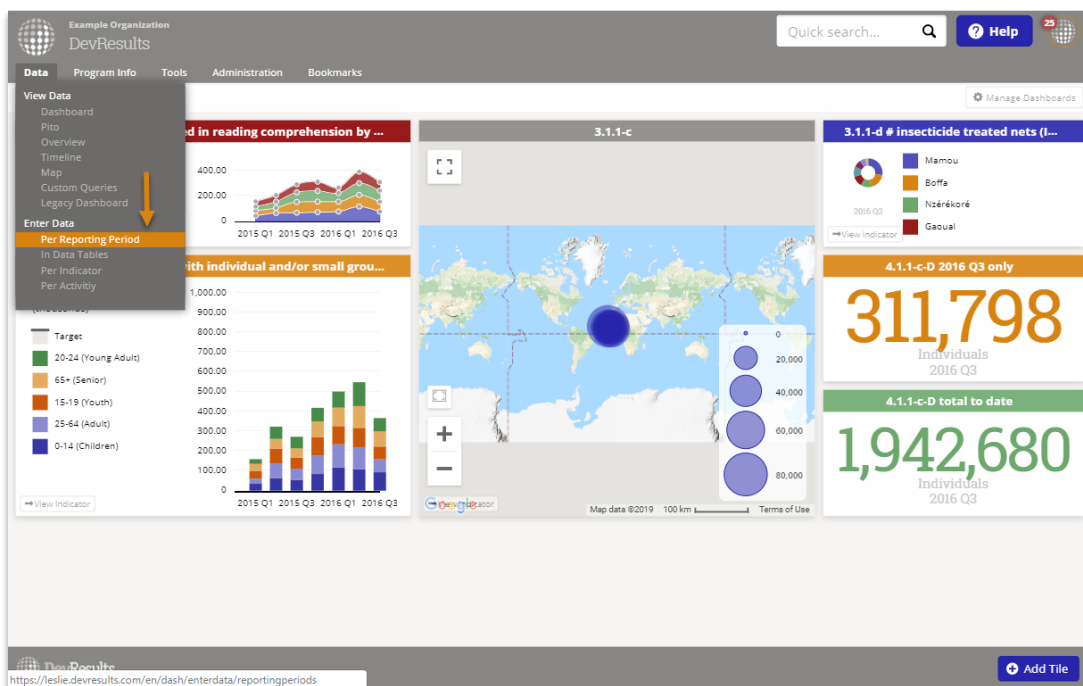 Example Organization
DevResults
Quick search...
Help
25
Data Program Info Tools Administration Bookmarks
View Data
Dashboard
Pito
Overview
Timeline
Map
Custom Queries
Legacy Dashboard
Enter Data
Per Reporting Period
In Data Tables
Per Indicator
Per Activitiy
Manage Dashboards
ed in reading comprehension by ...
400.00
200.00
0
2015 Q1 2015 Q3 2016 Q1 2016 Q3
with individual and/or small grou...
(thousands)
Target
20-24 (Young Adult)
65+ (Senior)
15-19 (Youth)
25-64 (Adult)
0-14 (Children)
1,000.00
900.00
800.00
700.00
600.00
500.00
400.00
300.00
200.00
100.00
0
2015 Q1 2015 Q3 2016 Q1 2016 Q3
View Indicator
3.1.1-c
0
20,000
40,000
60,000
80,000
Google
View Indicator
Map data ©2019 100 km Terms of Use
3.1.1-d # insecticide treated nets (I...
Mamou
Boffa
Nzérékoré
Gaoual
2016 Q3
View Indicator
4.1.1-c-D 2016 Q3 only
311,798
Individuals
2016 Q3
4.1.1-c-D total to date
1,942,680
Individuals
2016 Q3
DevResults
Add Tile
https://leslie.devresults.com/en/dash/enterdata/reportingperiods